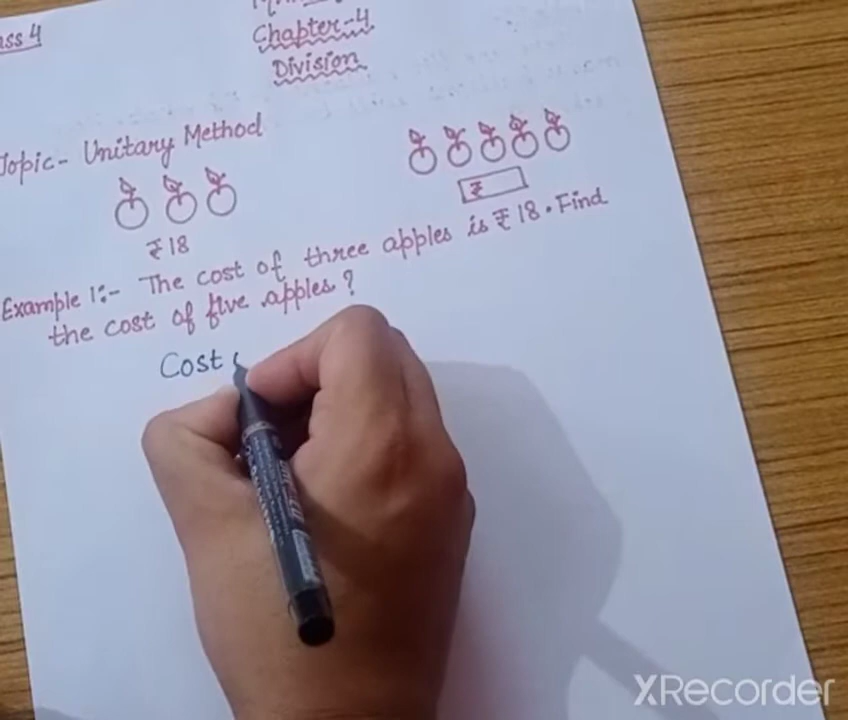 Class 4
Chapter-4
Division
Topic- Unitary Method
₹18
₹
Example 1:- The cost of three apples is ₹18. Find
the cost of five apples?
Cost
XRecorder